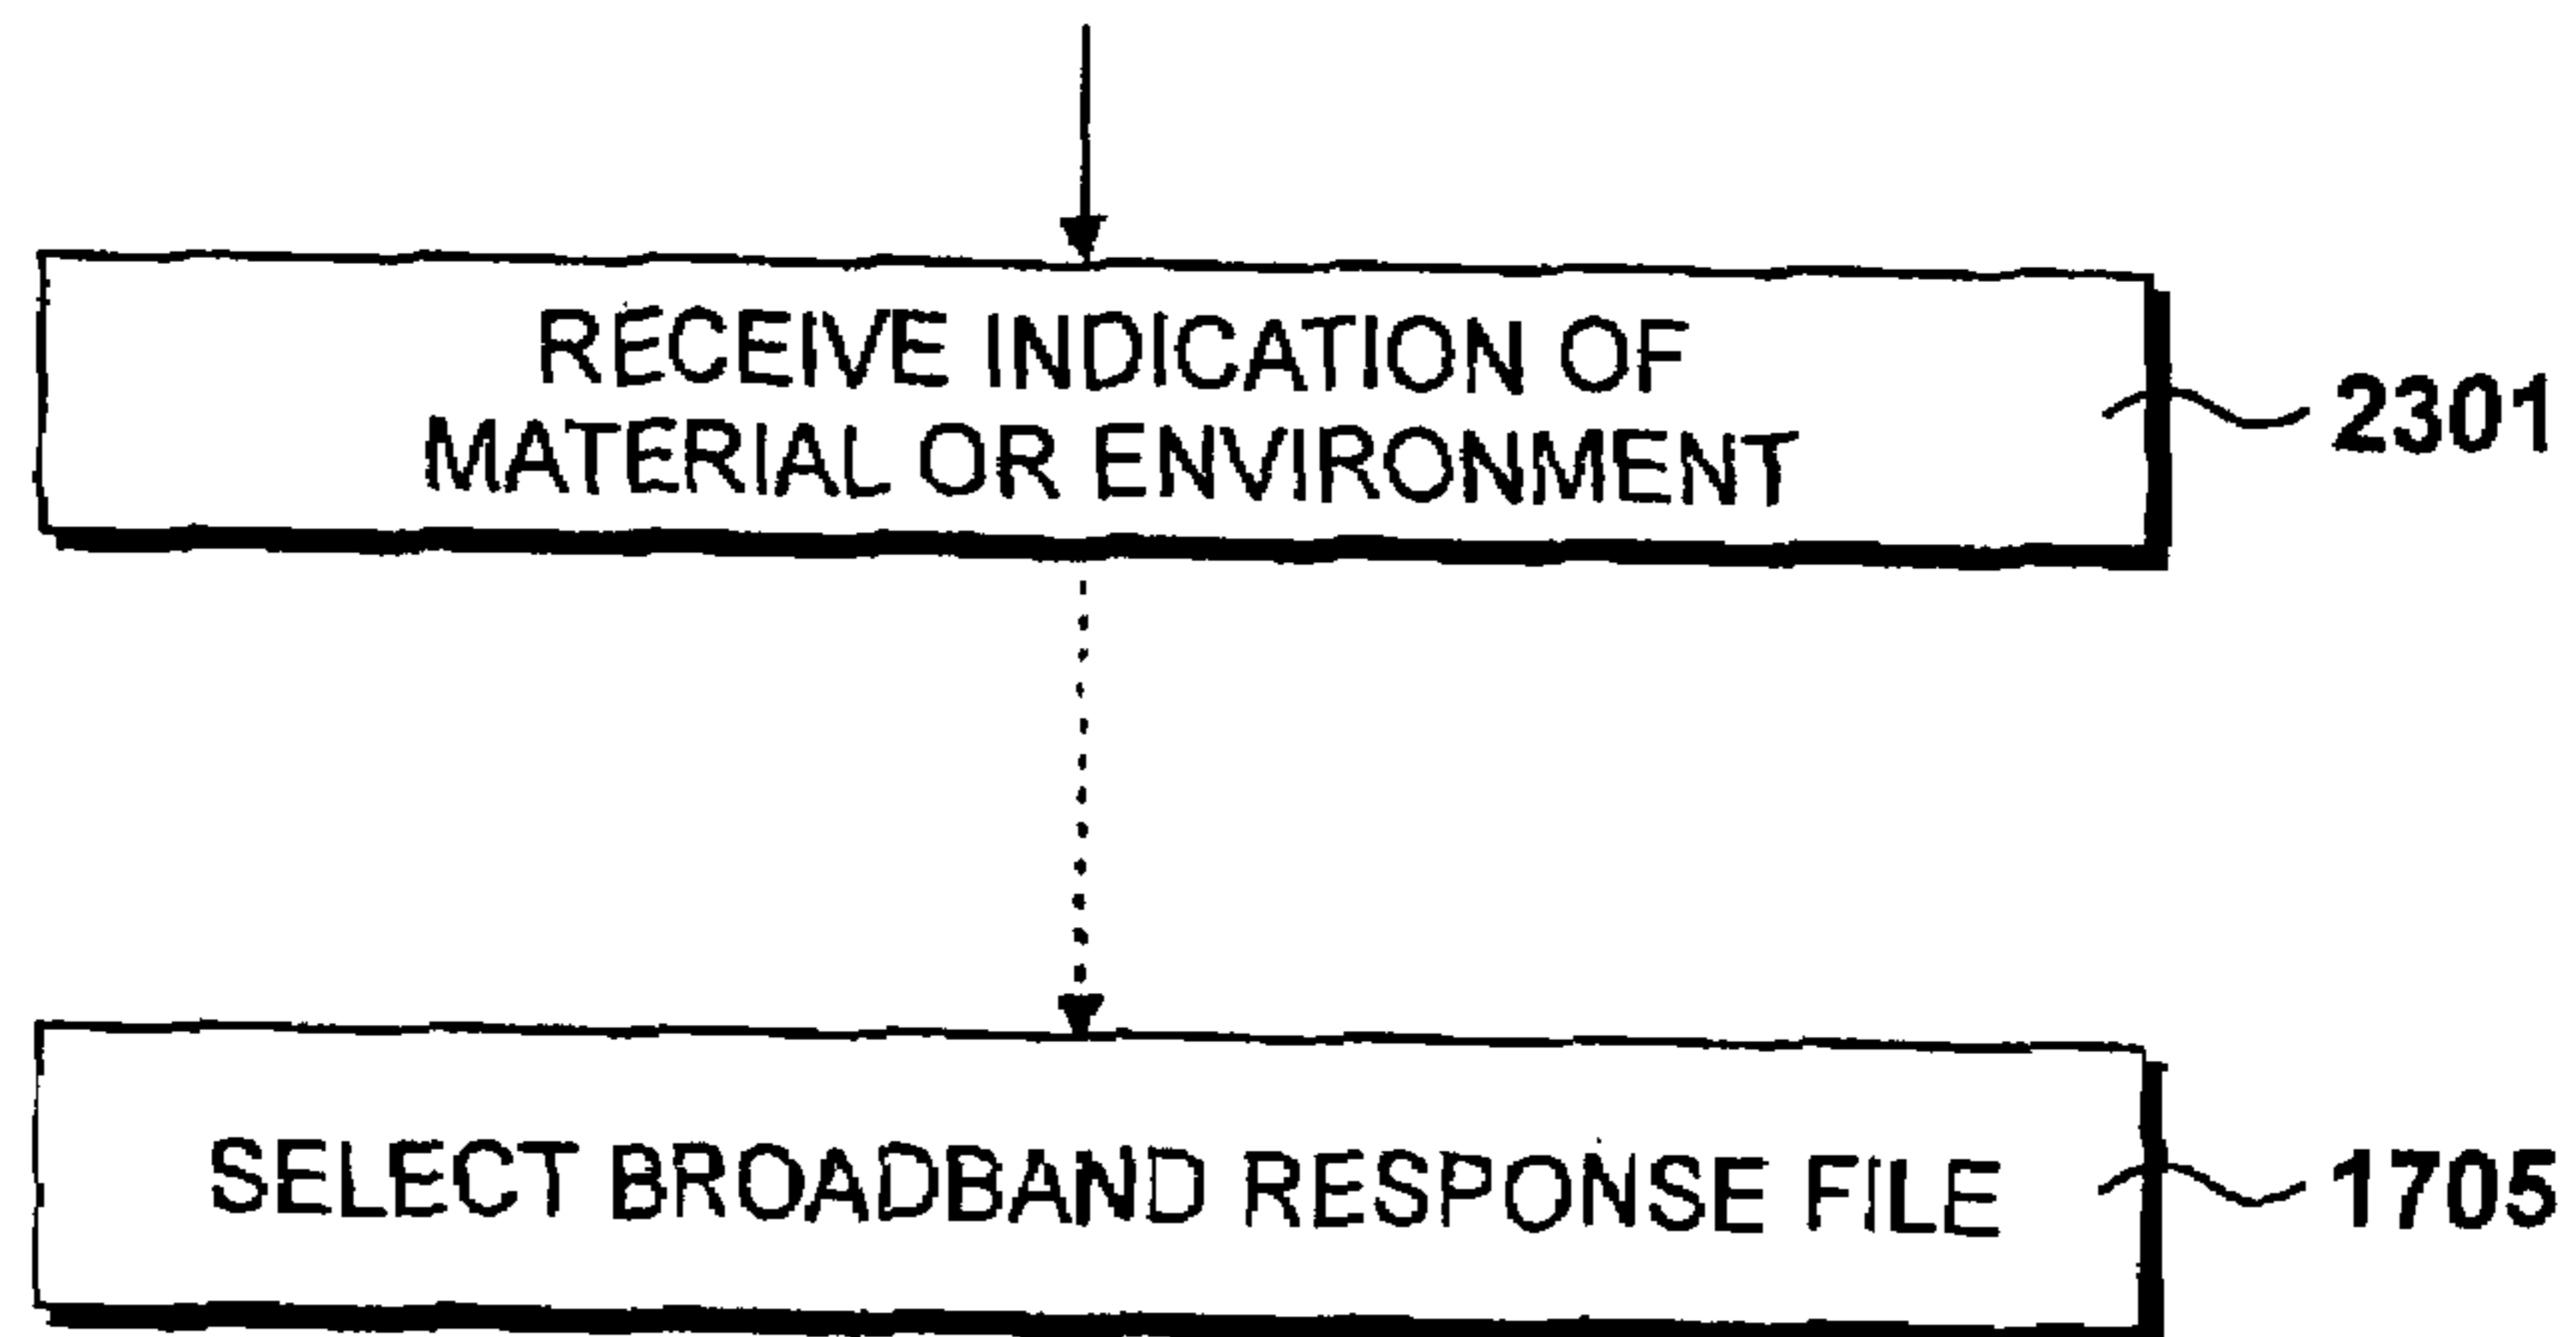 RECEIVE INDICATION OF
MATERIAL OR ENVIRONMENT
2301
SELECT BROADBAND RESPONSE FILE
1705